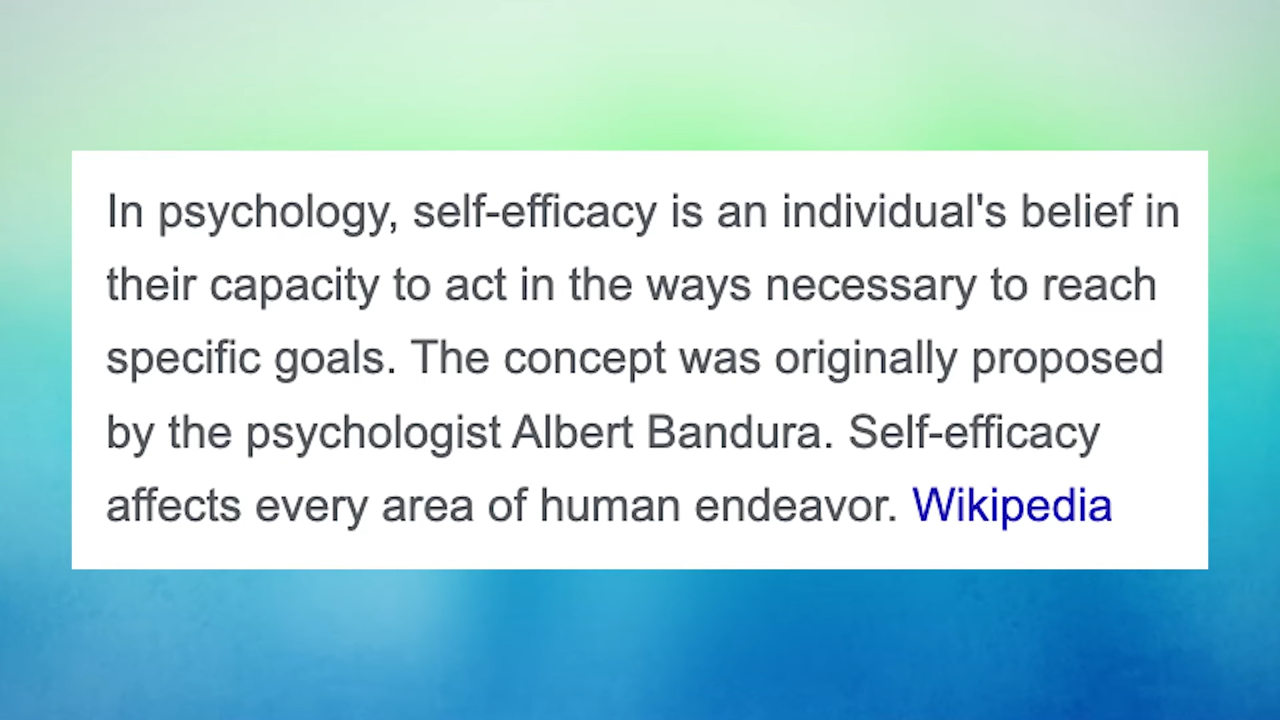 In psychology, self-efficacy is an individual's belief in
their capacity to act in the ways necessary to reach
specific goals. The concept was originally proposed
by the psychologist Albert Bandura. Self-efficacy
affects every area of human endeavor. Wikipedia